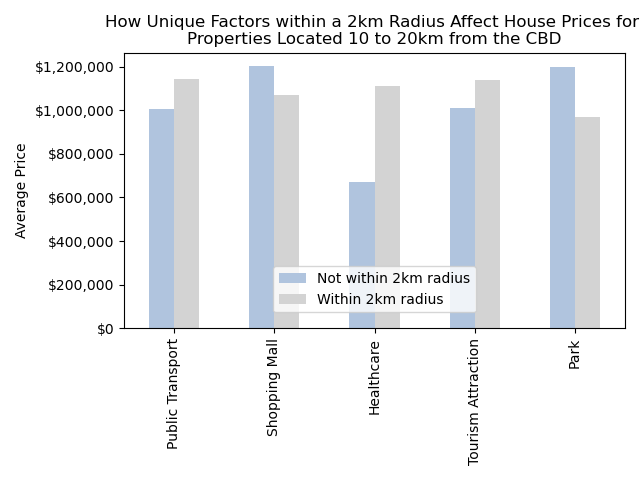 How Unique Factors within a 2km Radius Affect House Prices for
Properties Located 10 to 20km from the CBD
$1,200,000
$1,000,000
$800,000
$600,000
$400,000
$200,000
$0
Average Price
Not within 2km radius
Within 2km radius
Public Transport
Shopping Mall
Healthcare
Tourism Attraction
Park